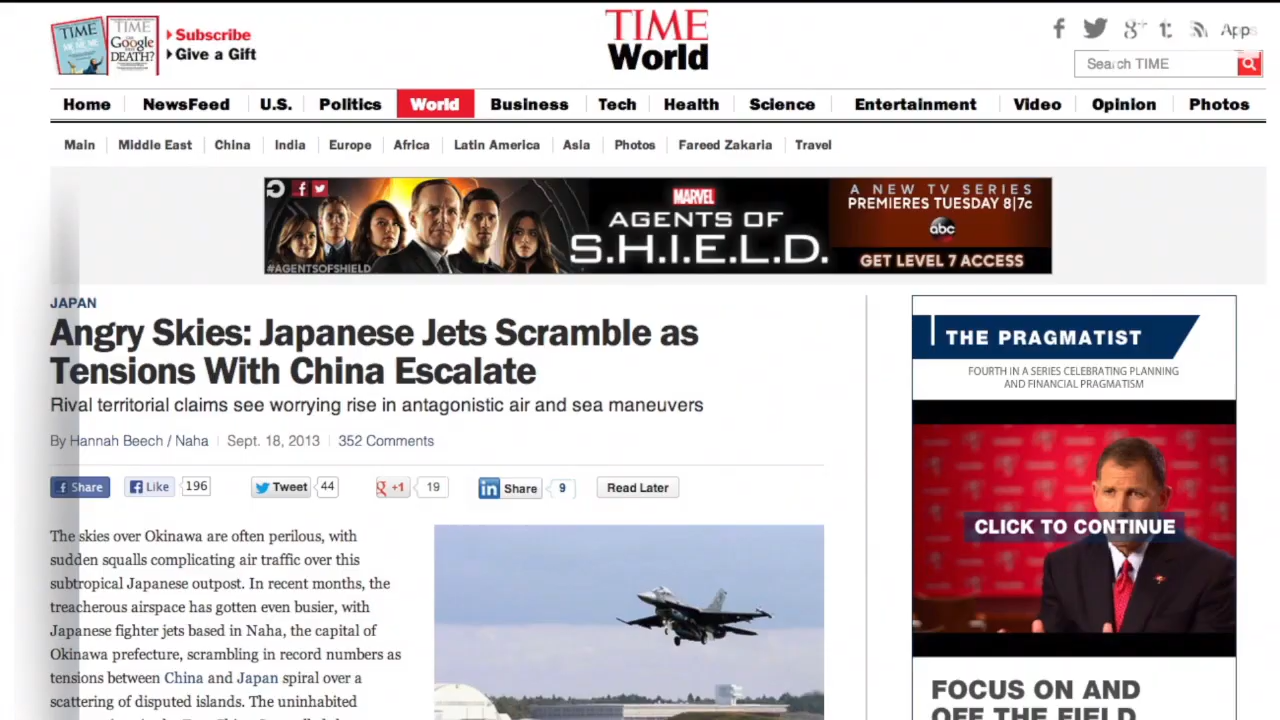 TIME
TIME
Google
DEATH?
Subscribe
Give a Gift
TIME
World
Apps
Search TIME
Home NewsFeed U.S. Politics World Business Tech Health Science Entertainment Video Opinion Photos
Main Middle East China India Europe Africa Latin America Asia Photos Fareed Zakaria Travel
#AGENTSOFSHIELD
MARVEL
AGENTS OF
S.H.I.E.L.D.
A NEW TV SERIES
PREMIERES TUESDAY 8|7c
abc
GET LEVEL 7 ACCESS
JAPAN
Angry Skies: Japanese Jets Scramble as
Tensions With China Escalate
Rival territorial claims see worrying rise in antagonistic air and sea maneuvers
By Hannah Beech / Naha Sept. 18, 2013 352 Comments
Share Like 196 Tweet 44 +1 19 in Share 9 Read Later
The skies over Okinawa are often perilous, with
sudden squalls complicating air traffic over this
subtropical Japanese outpost. In recent months, the
treacherous airspace has gotten even busier, with
Japanese fighter jets based in Naha, the capital of
Okinawa prefecture, scrambling in record numbers as
tensions between China and Japan spiral over a
scattering of disputed islands. The uninhabited
THE PRAGMATIST
FOURTH IN A SERIES CELEBRATING PLANNING
AND FINANCIAL PRAGMATISM
CLICK TO CONTINUE
FOCUS ON AND
OFF THE FIELD